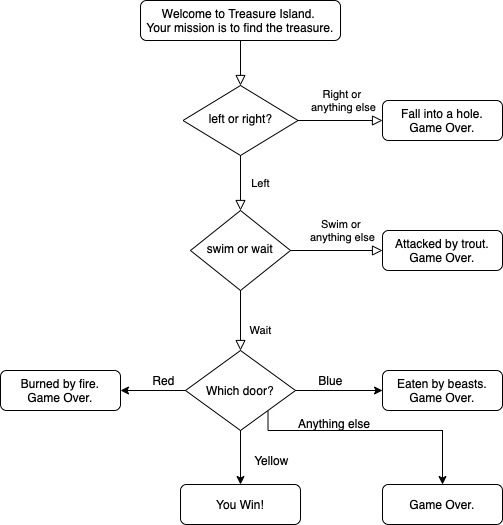 Welcome to Treasure Island.
Your mission is to find the treasure.
Right or
anything else
left or right?
Fall into a hole.
Game Over.
Left
Swim or
anything else
swim or wait
Attacked by trout.
Game Over.
Wait
Burned by fire.
Game Over.
Red
Which door?
Blue
Eaten by beasts.
Game Over.
Anything else
Yellow
You Win!
Game Over.